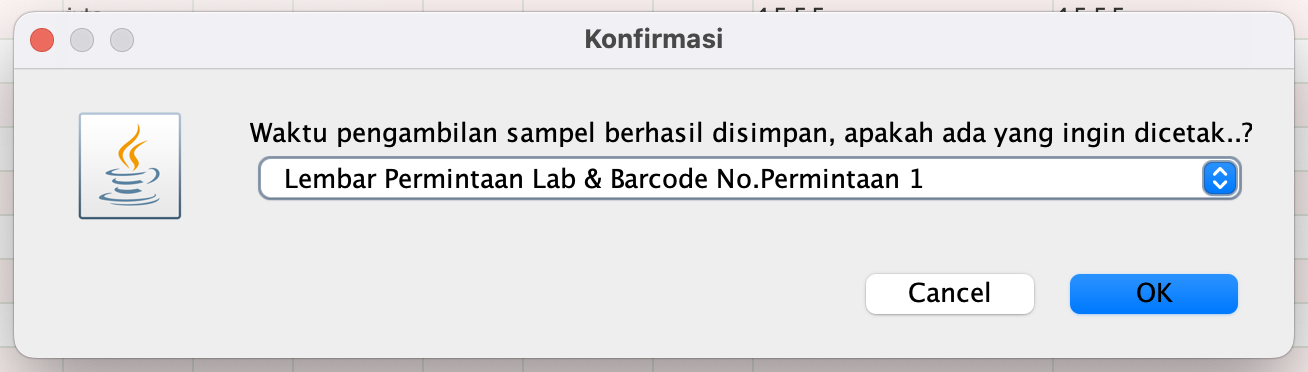 Konfirmasi
Waktu pengambilan sampel berhasil disimpan, apakah ada yang ingin dicetak..?
Lembar Permintaan Lab & Barcode No.Permintaan 1
Cancel
OK